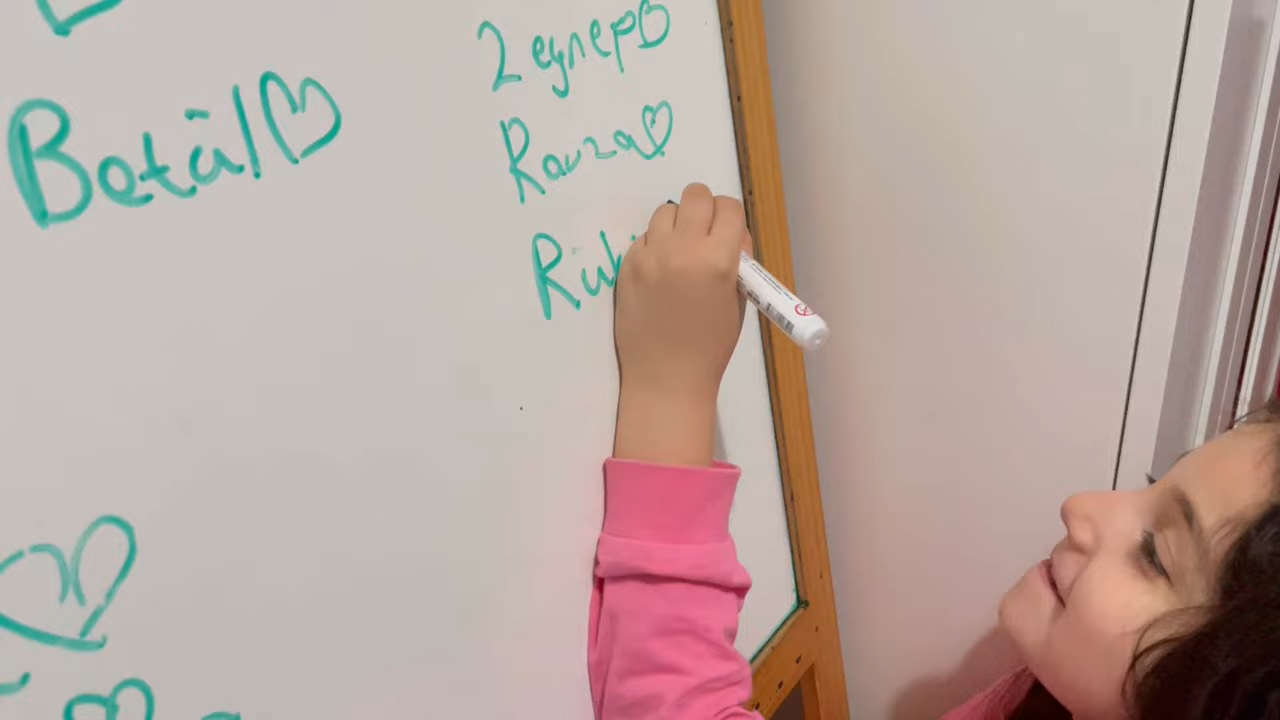 Betül♡
Zeynep♡
Ravza♡